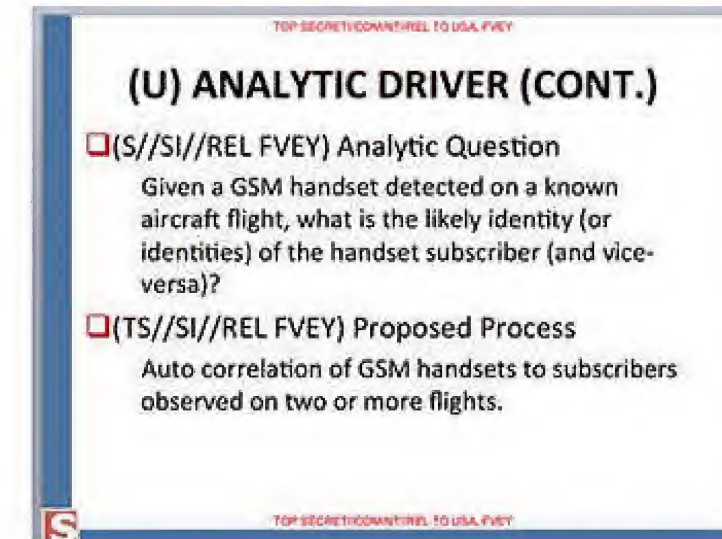 TOP SECRET//COMINT//REL TO USA, FVEY
(U) ANALYTIC DRIVER (CONT.)
(S//SI//REL FVEY) Analytic Question
Given a GSM handset detected on a known
aircraft flight, what is the likely identity (or
identities) of the handset subscriber (and vice-
versa)?
(TS//SI//REL FVEY) Proposed Process
Auto correlation of GSM handsets to subscribers
observed on two or more flights.
TOP SECRET//COMINT//REL TO USA, FVEY
S